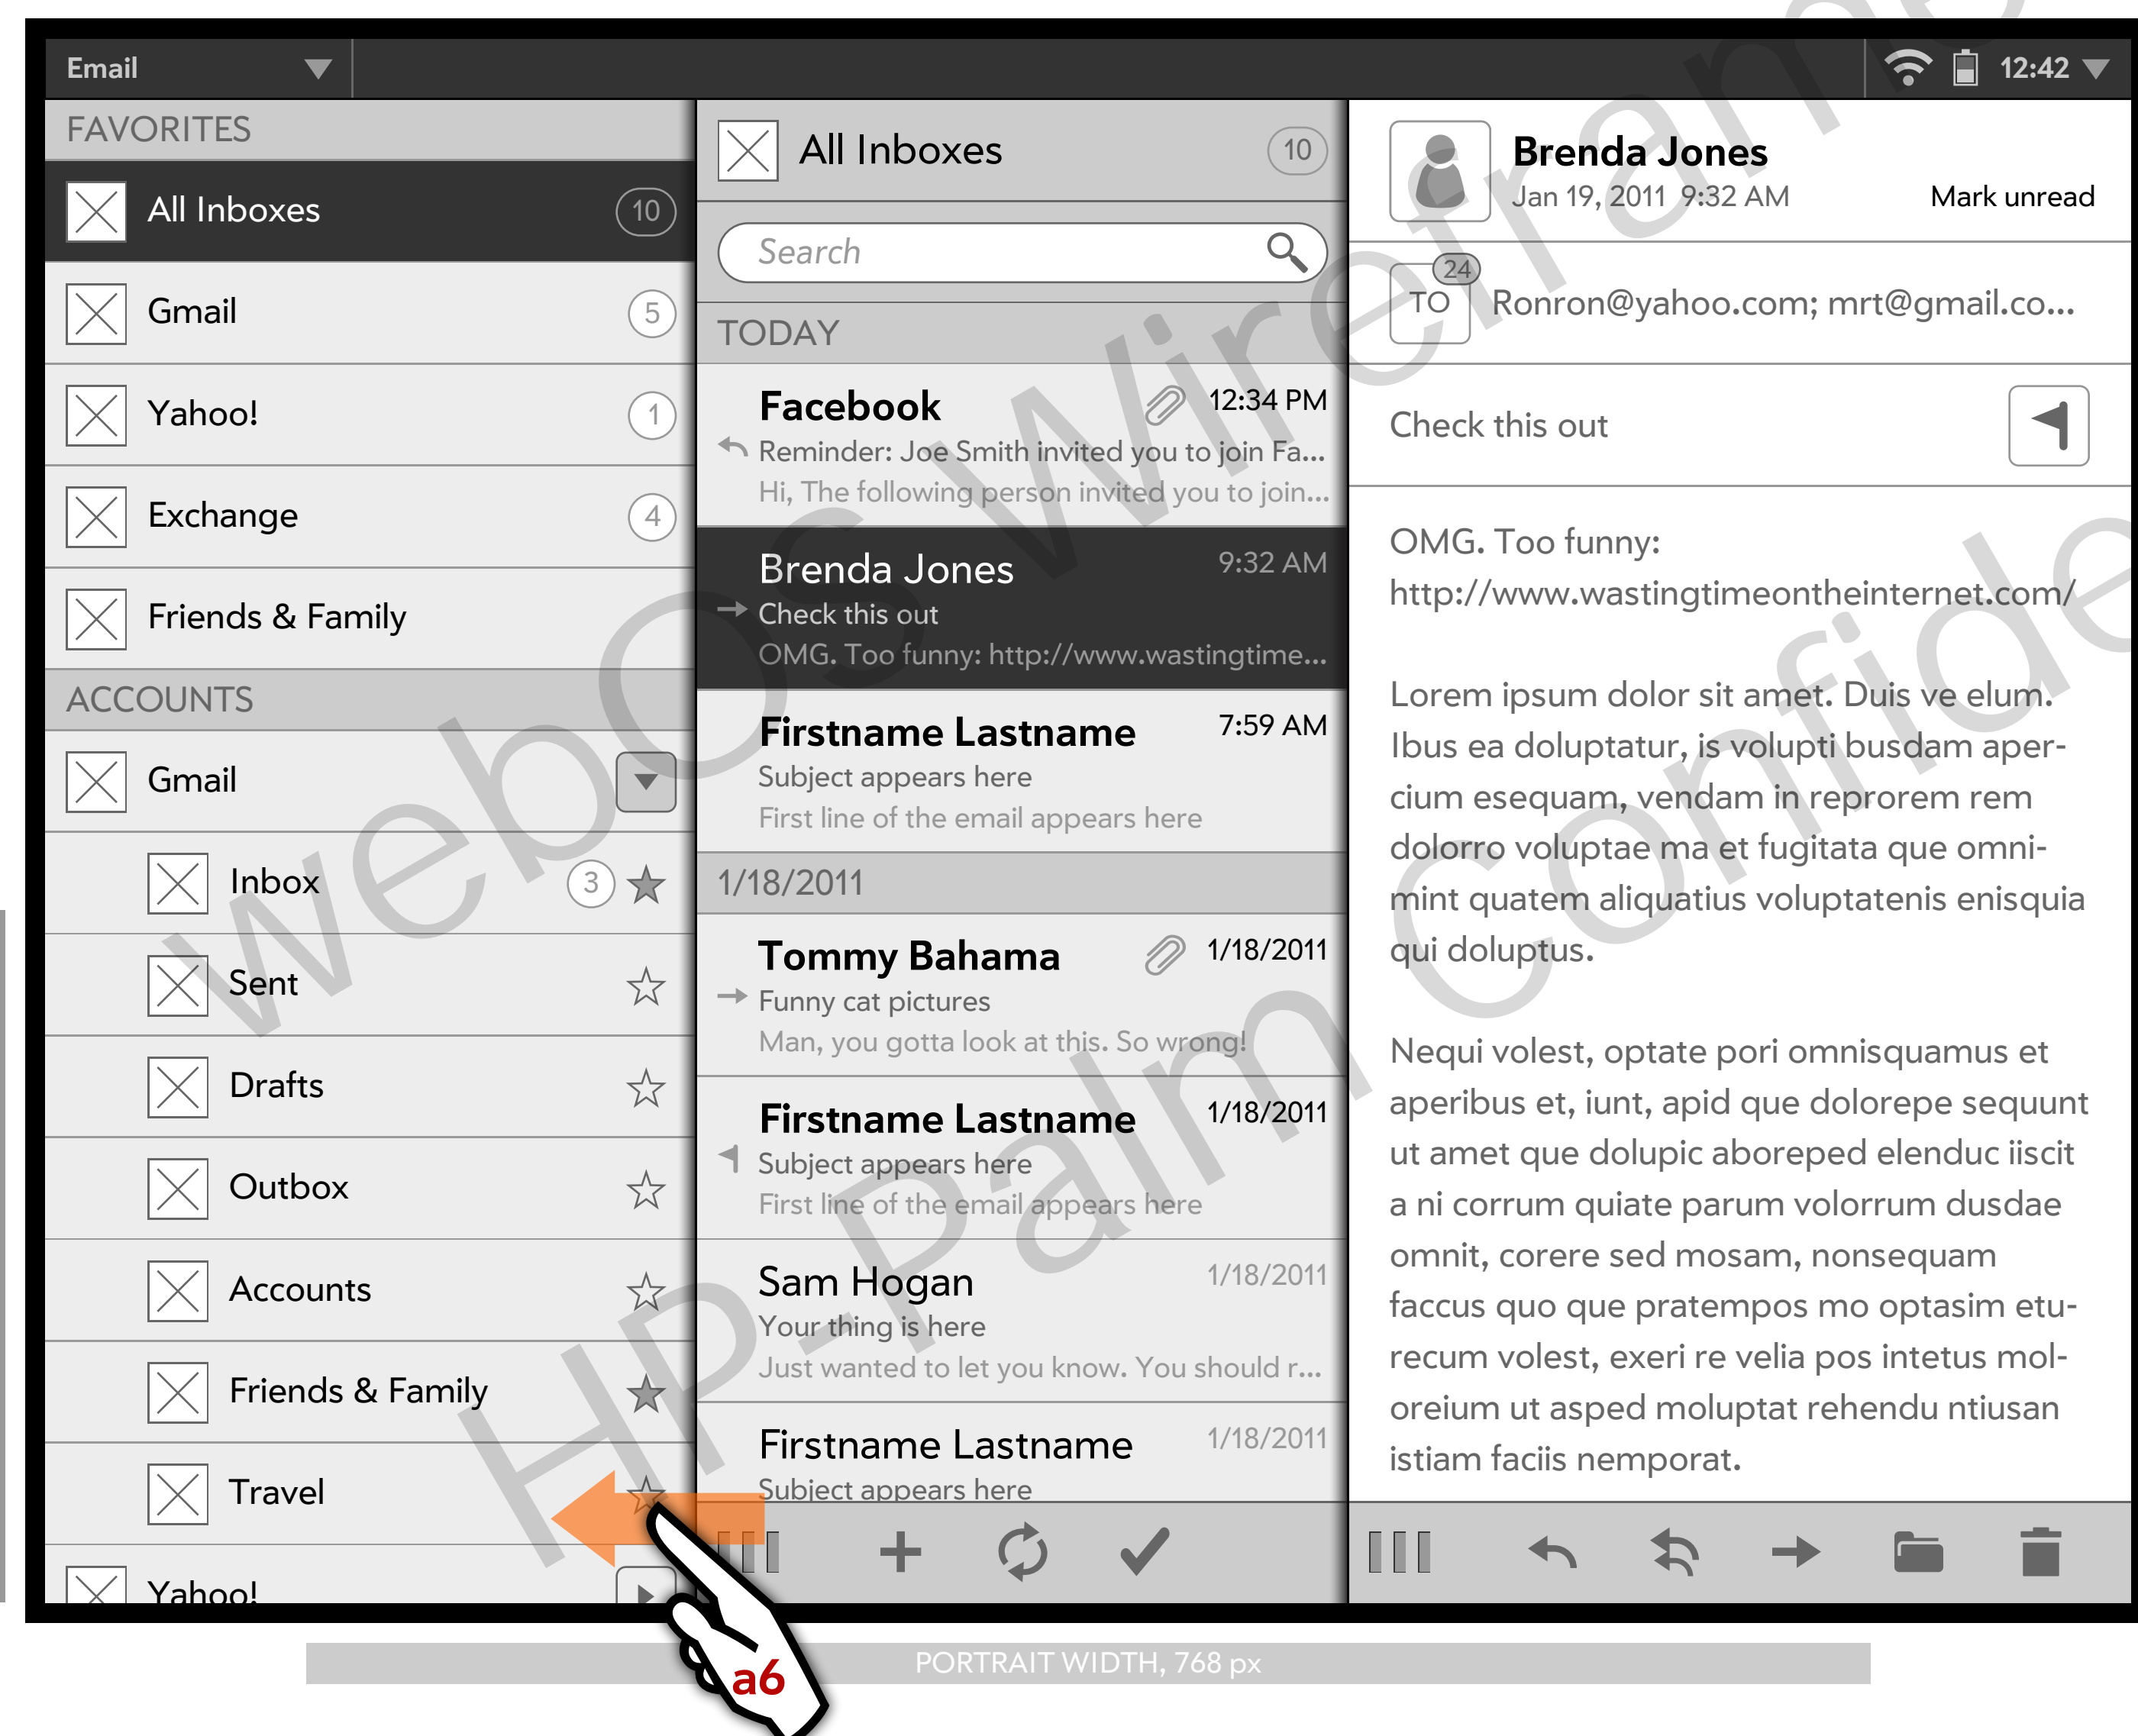 Email
12:42
FAVORITES
All Inboxes 10
Gmail 5
Yahoo! 1
Exchange 4
Friends & Family
ACCOUNTS
Gmail
Inbox 3
Sent
Drafts
Outbox
Accounts
Friends & Family
Travel
Yahoo!
All Inboxes 10
Search
TODAY
Facebook 12:34 PM
Reminder: Joe Smith invited you to join Fa...
Hi, The following person invited you to join...
Brenda Jones 9:32 AM
Check this out
OMG. Too funny: http://www.wastingtime...
Firstname Lastname 7:59 AM
Subject appears here
First line of the email appears here
1/18/2011
Tommy Bahama 1/18/2011
Funny cat pictures
Man, you gotta look at this. So wrong!
Firstname Lastname 1/18/2011
Subject appears here
First line of the email appears here
Sam Hogan 1/18/2011
Your thing is here
Just wanted to let you know. You should r...
Firstname Lastname 1/18/2011
Subject appears here
Brenda Jones
Jan 19, 2011 9:32 AM Mark unread
24
TO Ronron@yahoo.com; mrt@gmail.co...
Check this out
OMG. Too funny:
http://www.wastingtimeontheinternet.com/
Lorem ipsum dolor sit amet. Duis ve elum.
Ibus ea doluptatur, is volupti busdam aper-
cium esequam, vendam in reprorem rem
dolorro voluptae ma et fugitata que omni-
mint quatem aliquatius voluptatenis enisquia
qui doluptus.
Nequi volest, optate pori omnisquamus et
aperibus et, iunt, apid que dolorepe sequunt
ut amet que dolupic aboreped elenduc iiscit
a ni corrum quiate parum volorrum dusdae
omnit, corere sed mosam, nonsequam
faccus quo que pratempos mo optasim etu-
recum volest, exeri re velia pos intetus mol-
oreium ut asped moluptat rehendu ntiusan
istiam faciis nemporat.
a6
PORTRAIT WIDTH, 768 px
webOS Wireframe
HP-Palm Confide